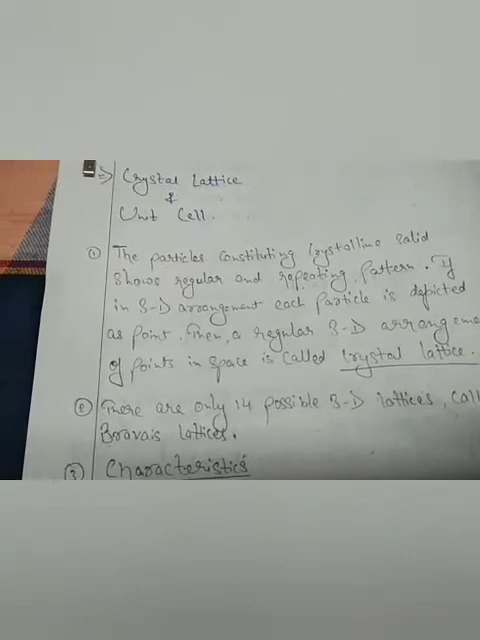 => Crystal Lattice
&
Unit Cell.
① The particles constituting Crystalline Solid
Shows regular and repeating Pattern. If
in 3-D arrangement each Particle is depicted
as point. Then, a regular 3-D arrangeme
of points in space is called Crystal lattice.
② There are only 14 possible 3-D lattices, call
Bravais lattices.
③ Characteristics